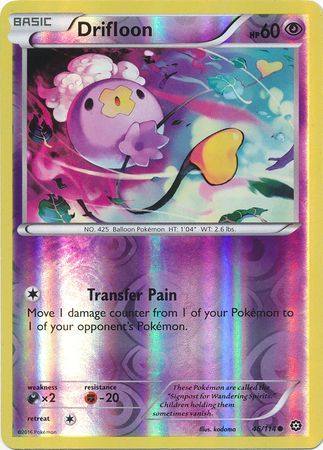 BASIC
Drifloon
HP60
NO. 425 Balloon Pokémon HT: 1'04" WT: 2.6 lbs.
Transfer Pain
Move 1 damage counter from 1 of your Pokémon to
1 of your opponent's Pokémon.
weakness
×2
resistance
-20
retreat
These Pokémon are called the
"Signpost for Wandering Spirits."
Children holding them
sometimes vanish.
©2016 Pokémon
Illus. kodama
46/114